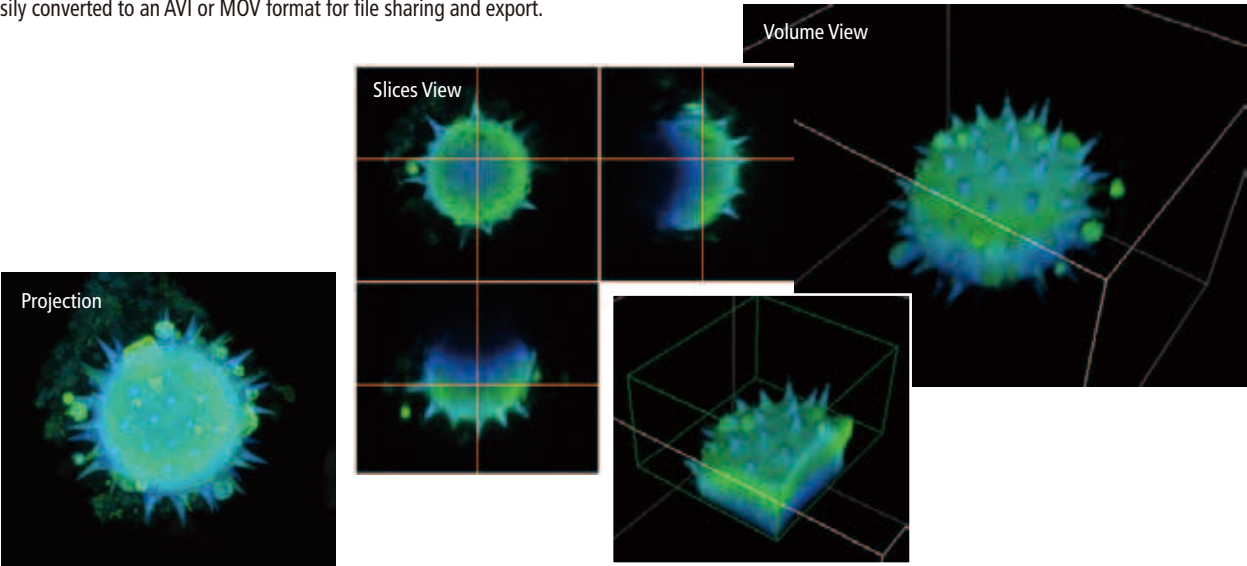 sily converted to an AVI or MOV format for file sharing and export.
Volume View
Slices View
Projection